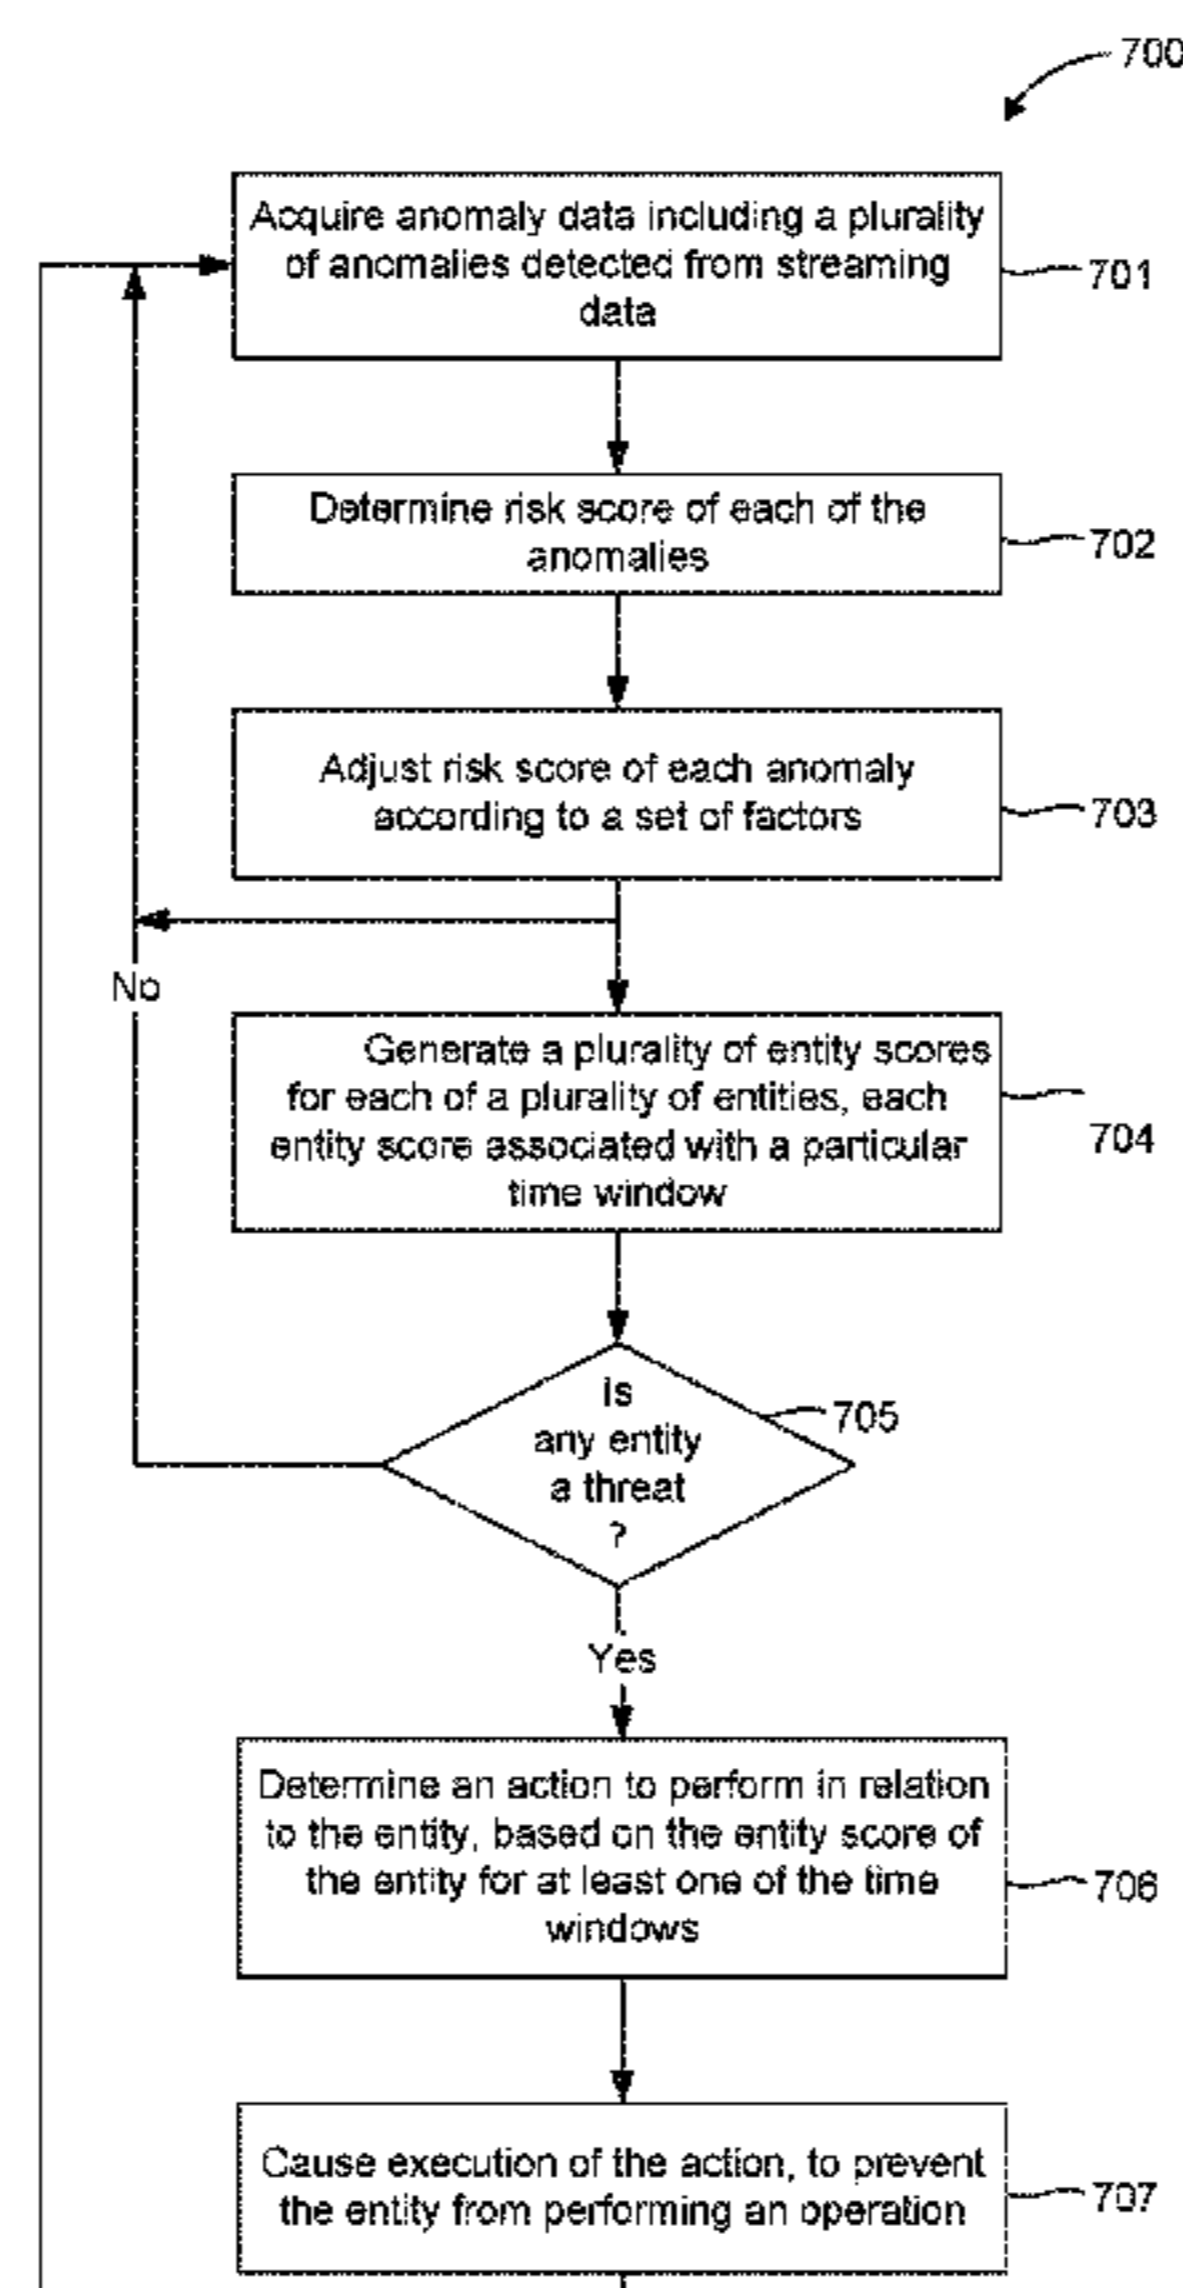 700
Acquire anomaly data including a plurality
of anomalies detected from streaming
data
701
Determine risk score of each of the
anomalies
702
Adjust risk score of each anomaly
according to a set of factors
703
No
Generate a plurality of entity scores
for each of a plurality of entities, each
entity score associated with a particular
time window
704
Is
any entity
a threat
?
705
Yes
Determine an action to perform in relation
to the entity, based on the entity score of
the entity for at least one of the time
windows
706
Cause execution of the action, to prevent
the entity from performing an operation
707